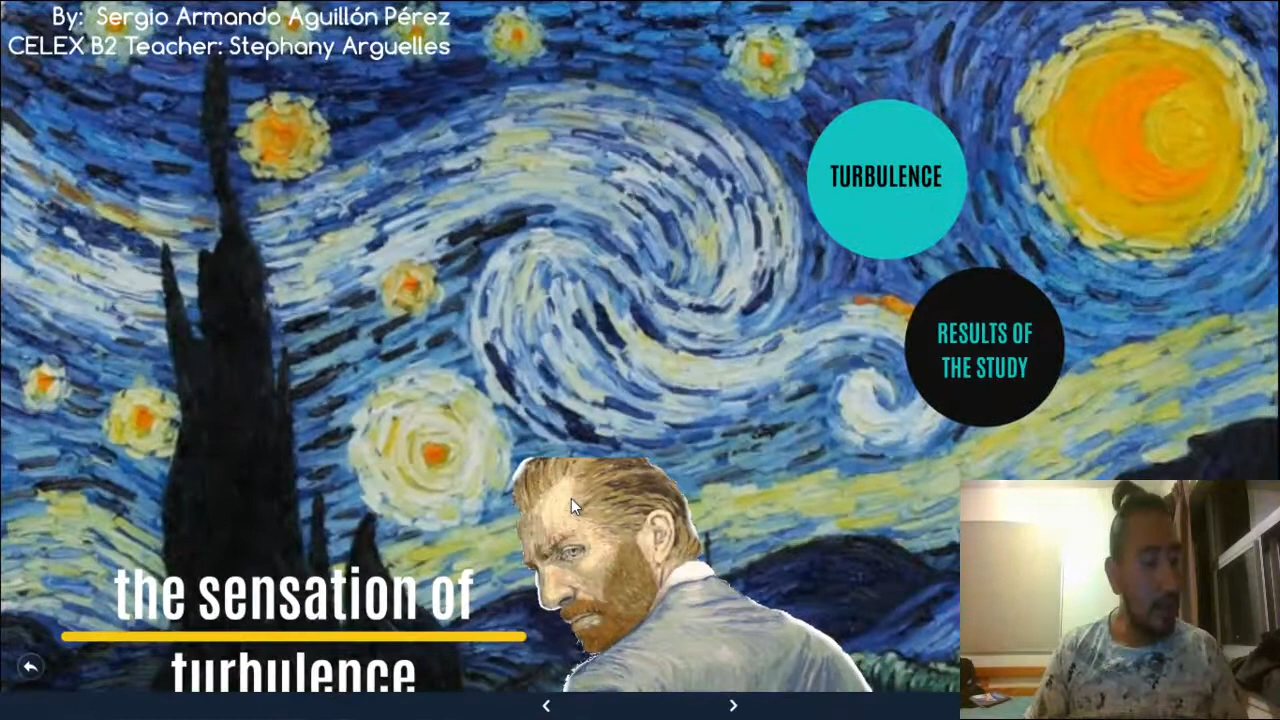 By: Sergio Armando Aguillón Pérez
CELEX B2 Teacher: Stephany Arguelles
TURBULENCE
RESULTS OF
THE STUDY
the sensation of
turbulence